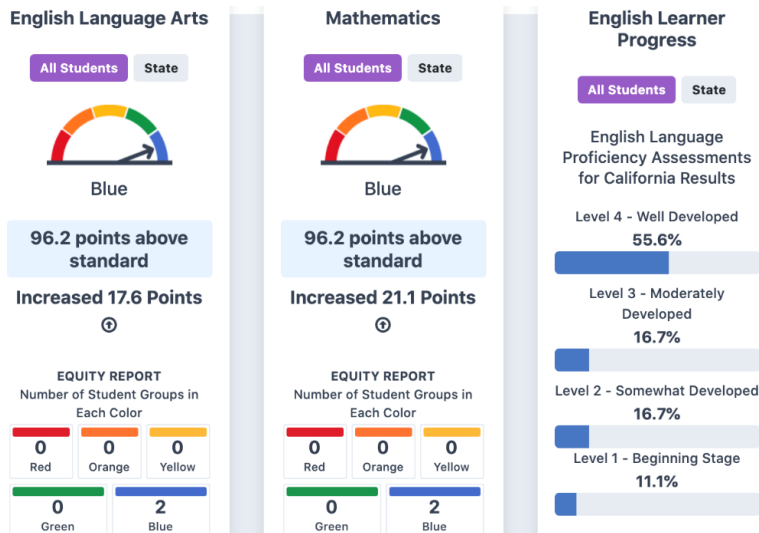 English Language Arts
All Students
State
Blue
96.2 points above
standard
Increased 17.6 Points
EQUITY REPORT
Number of Student Groups in
Each Color
0
Red
0
Orange
0
Yellow
0
Green
2
Blue
Mathematics
All Students
State
Blue
96.2 points above
standard
Increased 21.1 Points
EQUITY REPORT
Number of Student Groups in
Each Color
0
Red
0
Orange
0
Yellow
0
Green
2
Blue
English Learner
Progress
All Students
State
English Language
Proficiency Assessments
for California Results
Level 4 - Well Developed
55.6%
Level 3 - Moderately
Developed
16.7%
Level 2 - Somewhat Developed
16.7%
Level 1 - Beginning Stage
11.1%